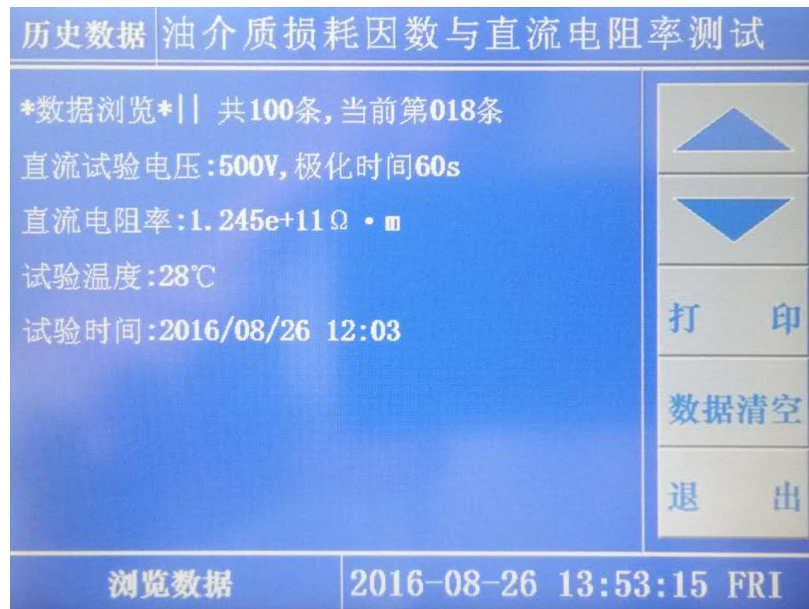 历史数据 油介质损耗因数与直流电阻率测试
*数据浏览*|| 共100条,当前第018条
直流试验电压:500V,极化时间60s
直流电阻率:1.245e+11Ω·m
试验温度:28℃
试验时间:2016/08/26 12:03
打 印
数据清空
退 出
浏览数据 2016-08-26 13:53:15 FRI